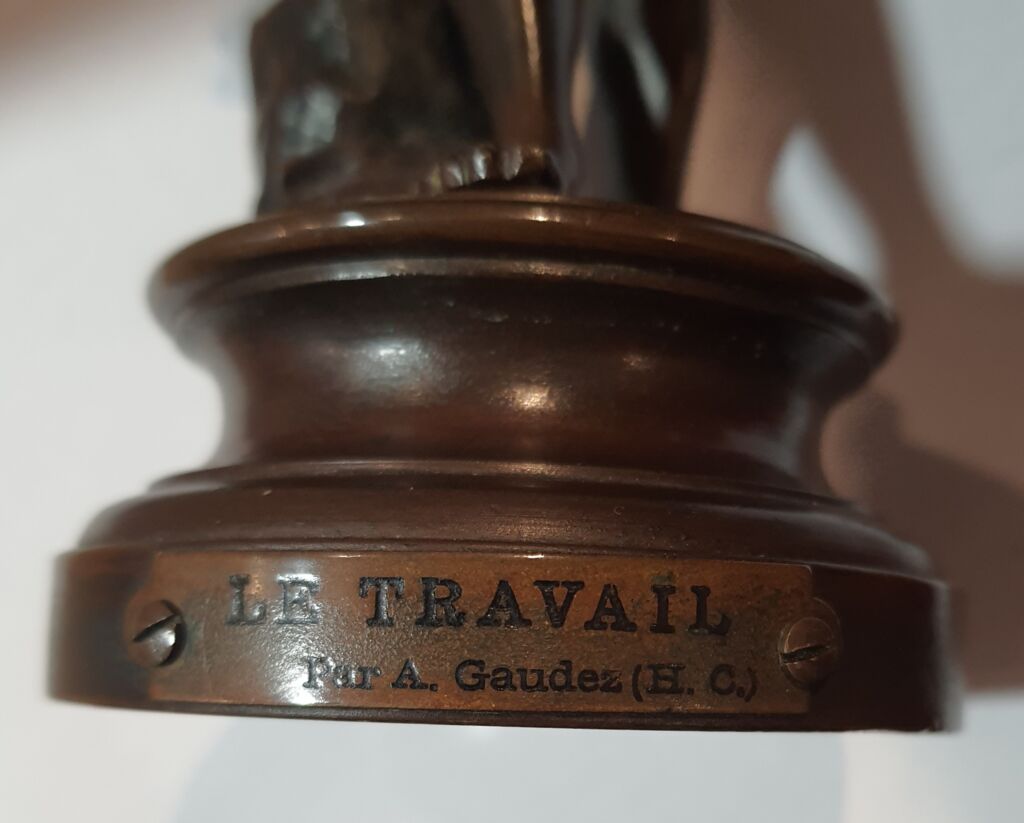 LE TRAVAIL
Par A. Gaudez (H. C.)